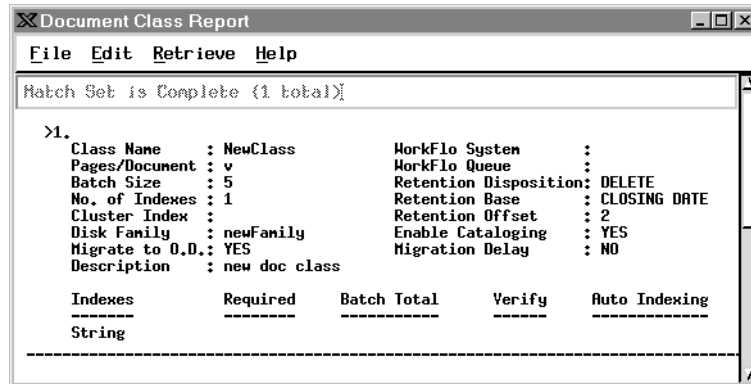 Document Class Report
File Edit Retrieve Help
Match Set is Complete (1 total)
>1.
Class Name : NewClass WorkFlo System :
Pages/Document : v WorkFlo Queue :
Batch Size : 5 Retention Disposition: DELETE
No. of Indexes : 1 Retention Base : CLOSING DATE
Cluster Index : Retention Offset : 2
Disk Family : newFamily Enable Cataloging : YES
Migrate to O.D.: YES Migration Delay : NO
Description : new doc class
Indexes Required Batch Total Verify Auto Indexing
String